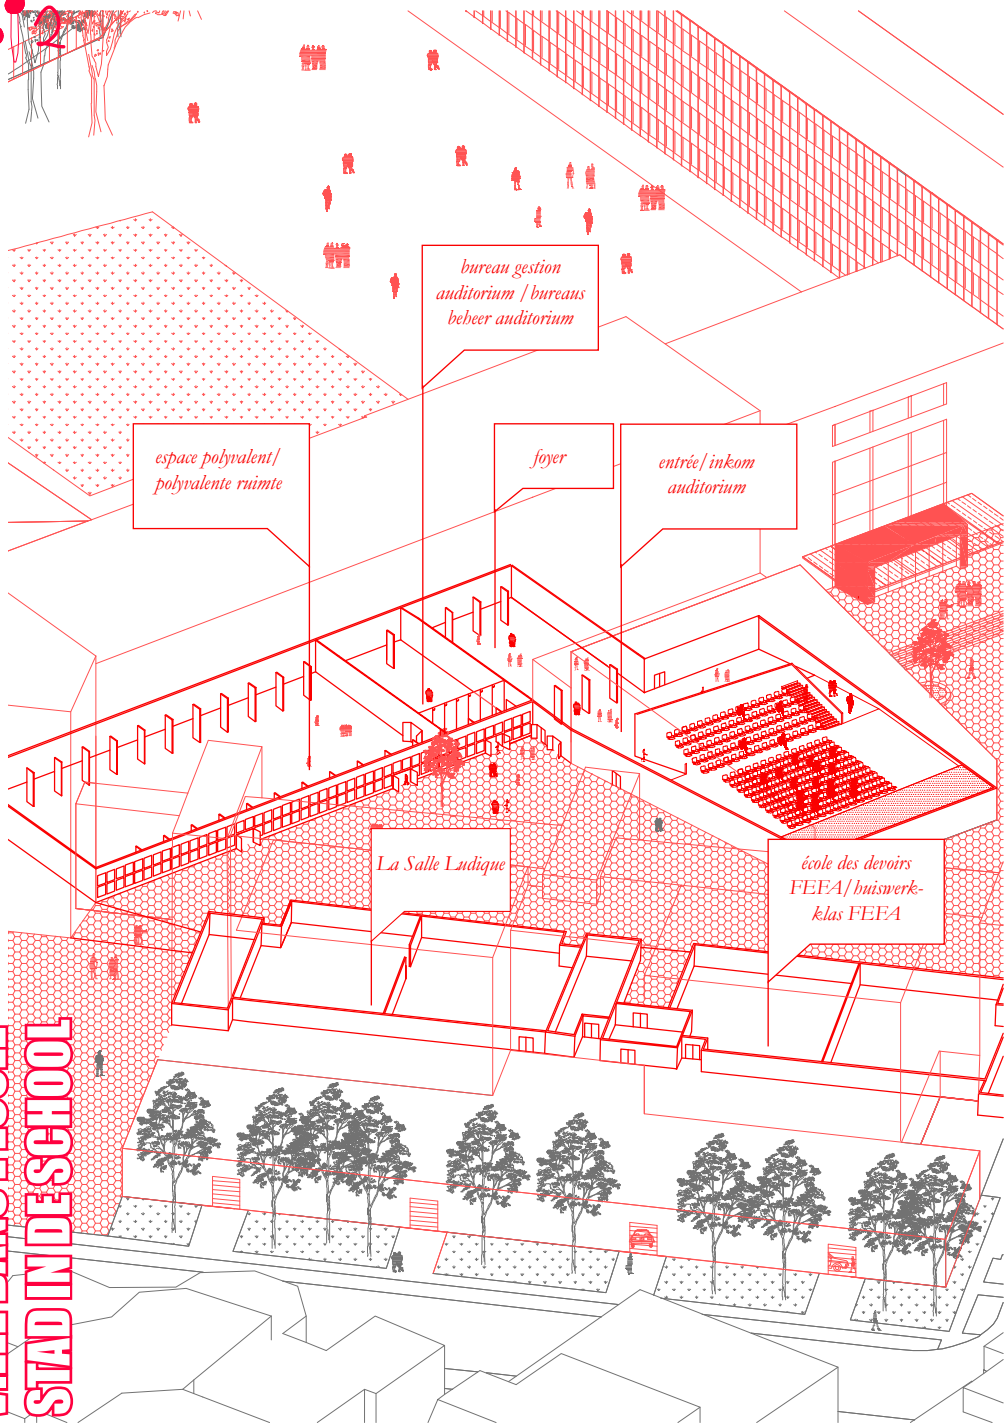 2
bureau gestion
auditorium / bureaus
beheer auditorium
espace polyvalent/
polyvalente ruimte
foyer
entrée/inkom
auditorium
La Salle Ludique
école des devoirs
FEFA/huiswerk-
klas FEFA
STAD IN DE SCHOOL